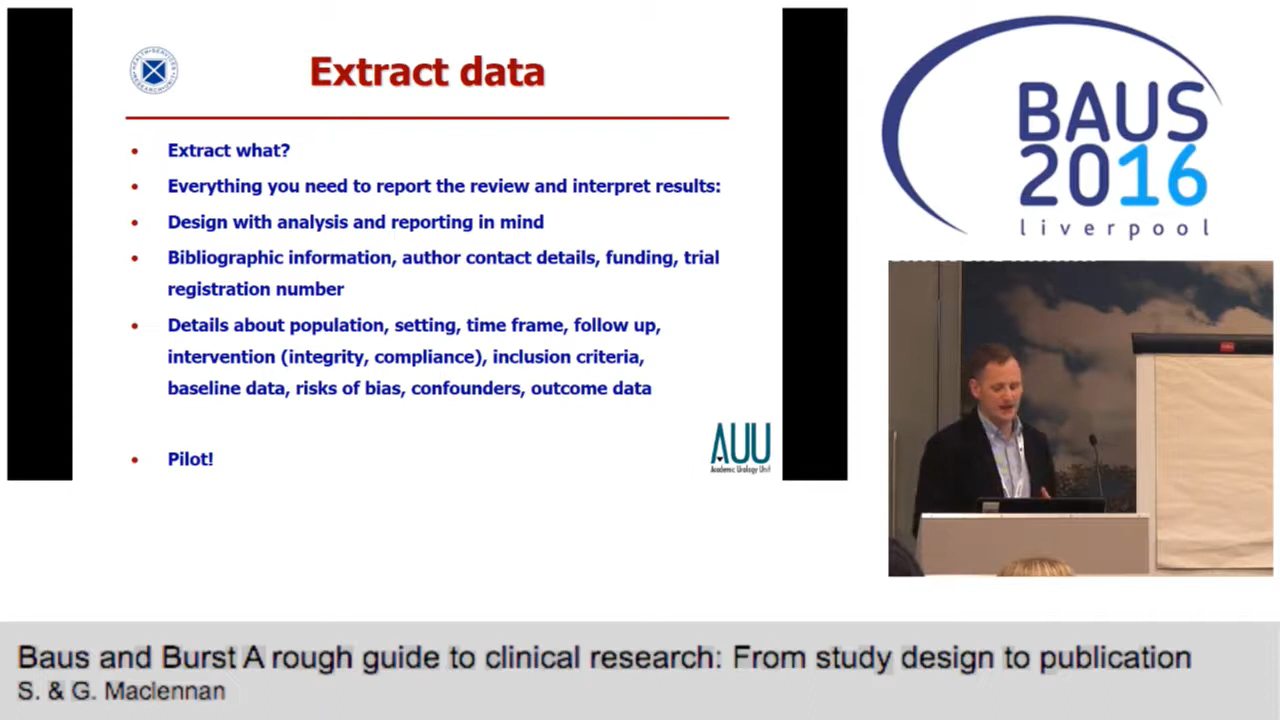 Extract data
Extract what?
Everything you need to report the review and interpret results:
Design with analysis and reporting in mind
Bibliographic information, author contact details, funding, trial
registration number
Details about population, setting, time frame, follow up,
intervention (integrity, compliance), inclusion criteria,
baseline data, risks of bias, confounders, outcome data
Pilot!
AUU
Academic Urology Unit
BAUS
2016
liverpool
Baus and Burst A rough guide to clinical research: From study design to publication
S. & G. Maclennan